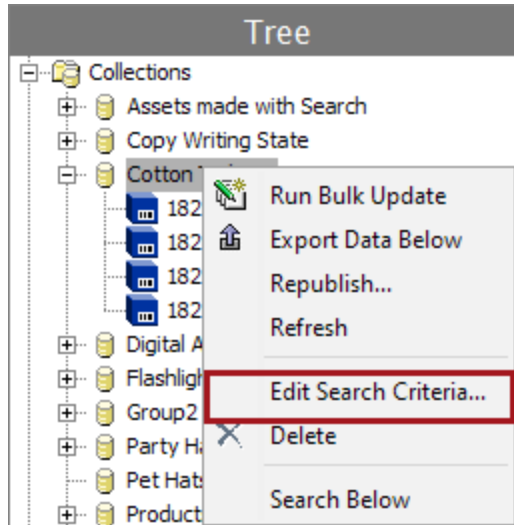 Tree
Collections
Assets made with Search
Copy Writing State
Cotton
182
182
182
182
Digital A
Flashligh
Group2
Party Ha
Pet Hats
Product
Run Bulk Update
Export Data Below
Republish...
Refresh
Edit Search Criteria...
Delete
Search Below